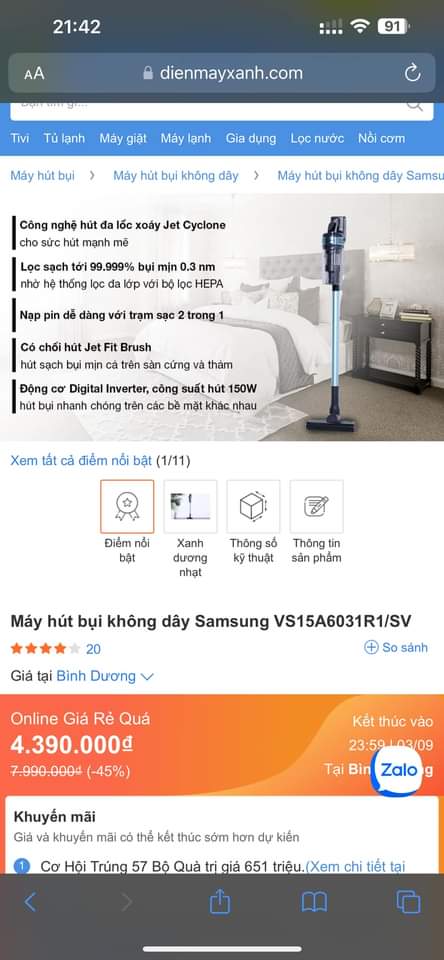 21:42
91
AA
dienmayxanh.com
Bạn tìm gì...
Tivi Tủ lạnh Máy giặt Máy lạnh Gia dụng Lọc nước Nồi cơm
Máy hút bụi > Máy hút bụi không dây > Máy hút bụi không dây Samsu
Công nghệ hút đa lốc xoáy Jet Cyclone
cho sức hút mạnh mẽ
Lọc sạch tới 99.999% bụi mịn 0.3 nm
nhờ hệ thống lọc đa lớp với bộ lọc HEPA
Nạp pin dễ dàng với trạm sạc 2 trong 1
Có chổi hút Jet Fit Brush
hút sạch bụi mịn cả trên sàn cứng và thảm
Động cơ Digital Inverter, công suất hút 150W
hút bụi nhanh chóng trên các bề mặt khác nhau
Xem tất cả điểm nổi bật (1/11)
Điểm nổi bật
Xanh dương nhạt
Thông số kỹ thuật
Thông tin sản phẩm
Máy hút bụi không dây Samsung VS15A6031R1/SV
20
So sánh
Giá tại Bình Dương
Online Giá Rẻ Quá
Kết thúc vào
4.390.000₫
23:59 | 03/09
7.990.000₫ (-45%)
Tại Bìn
g
Zalo
Khuyến mãi
Giá và khuyến mãi có thể kết thúc sớm hơn dự kiến
1 Cơ Hội Trúng 57 Bộ Quà trị giá 651 triệu.(Xem chi tiết tại